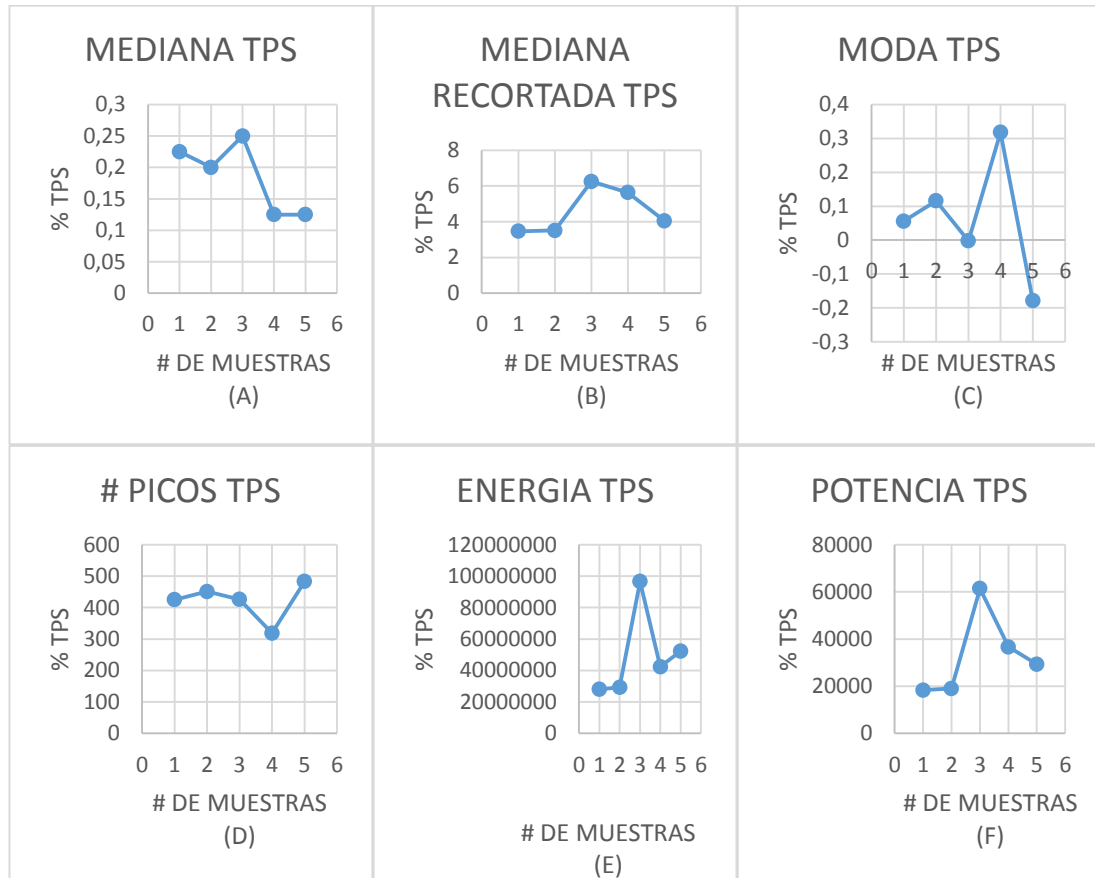 MEDIANA TPS
0,3
0,25
0,2
0,15
0,1
0,05
0
% TPS
0 1 2 3 4 5 6
# DE MUESTRAS
(A)
MEDIANA
RECORTADA TPS
8
6
4
2
0
% TPS
0 1 2 3 4 5 6
# DE MUESTRAS
(B)
MODA TPS
0,4
0,3
0,2
0,1
0
-0,1
-0,2
-0,3
% TPS
0 1 2 3 4 5 6
# DE MUESTRAS
(C)
# PICOS TPS
600
500
400
300
200
100
0
% TPS
0 1 2 3 4 5 6
# DE MUESTRAS
(D)
ENERGIA TPS
120000000
100000000
80000000
60000000
40000000
20000000
0
% TPS
0 1 2 3 4 5 6
# DE MUESTRAS
(E)
POTENCIA TPS
80000
60000
40000
20000
0
% TPS
0 1 2 3 4 5 6
# DE MUESTRAS
(F)